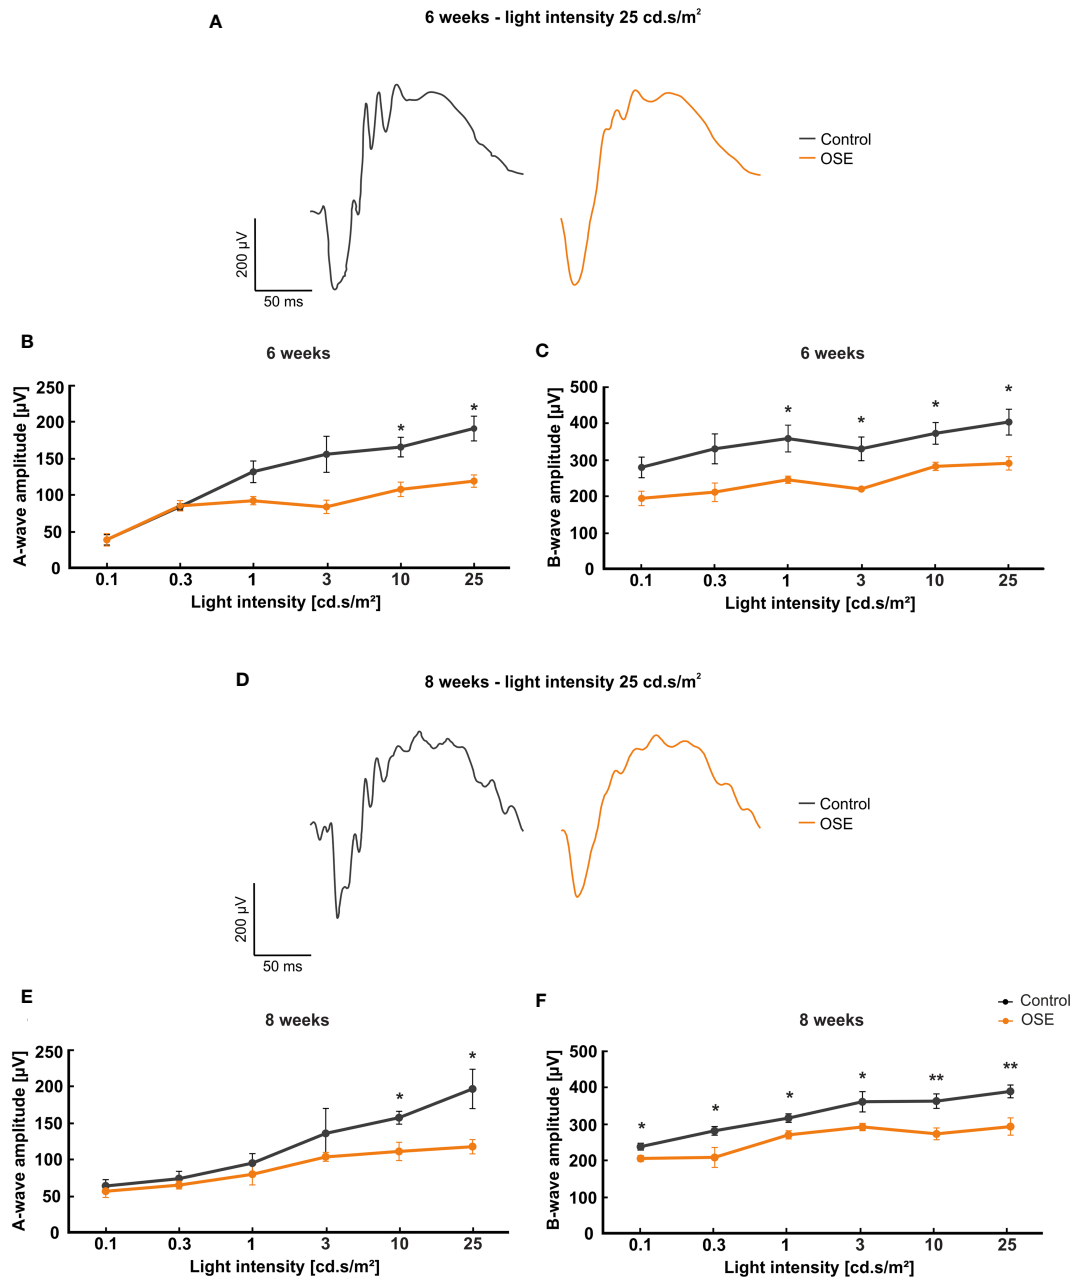 A
6 weeks - light intensity 25 cd.s/m²
Control
OSE
200 µV
50 ms
B
6 weeks
A-wave amplitude [µV]
250
200
150
100
50
0
* *
0.1 0.3 1 3 10 25
Light intensity [cd.s/m²]
C
6 weeks
B-wave amplitude [µV]
500
400
300
200
100
0
* * * *
0.1 0.3 1 3 10 25
Light intensity [cd.s/m²]
D
8 weeks - light intensity 25 cd.s/m²
Control
OSE
200 µV
50 ms
E
8 weeks
A-wave amplitude [µV]
250
200
150
100
50
0
* *
0.1 0.3 1 3 10 25
Light intensity [cd.s/m²]
F
8 weeks
Control
OSE
B-wave amplitude [µV]
500
400
300
200
100
0
* * * * ** **
0.1 0.3 1 3 10 25
Light intensity [cd.s/m²]